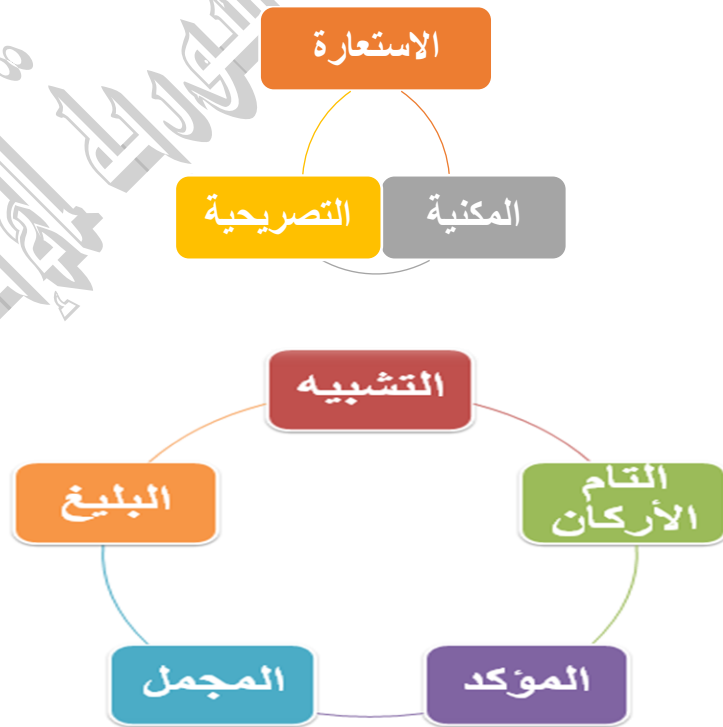 الاستعارة
المكنية
التصريحية
التشبيه
التام
الأركان
البليغ
المؤكد
المجمل